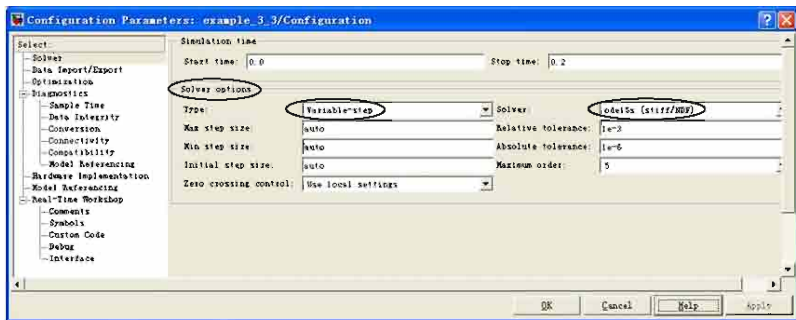 Configuration Parameters: example_3_3/Configuration
Select:
Solver
Data Import/Export
Optimization
Diagnostics
Sample Time
Data Integrity
Conversion
Connectivity
Compatibility
Model Referencing
Hardware Implementation
Model Referencing
Real-Time Workshop
Comments
Symbols
Custom Code
Debug
Interface
Simulation time
Start time: 0.0 Stop time: 0.2
Solver options
Type: Variable-step Solver: ode15s (stiff/NDF)
Max step size: auto Relative tolerance: 1e-3
Min step size: auto Absolute tolerance: 1e-6
Initial step size: auto Maximum order: 5
Zero crossing control: Use local settings
OK Cancel Help Apply